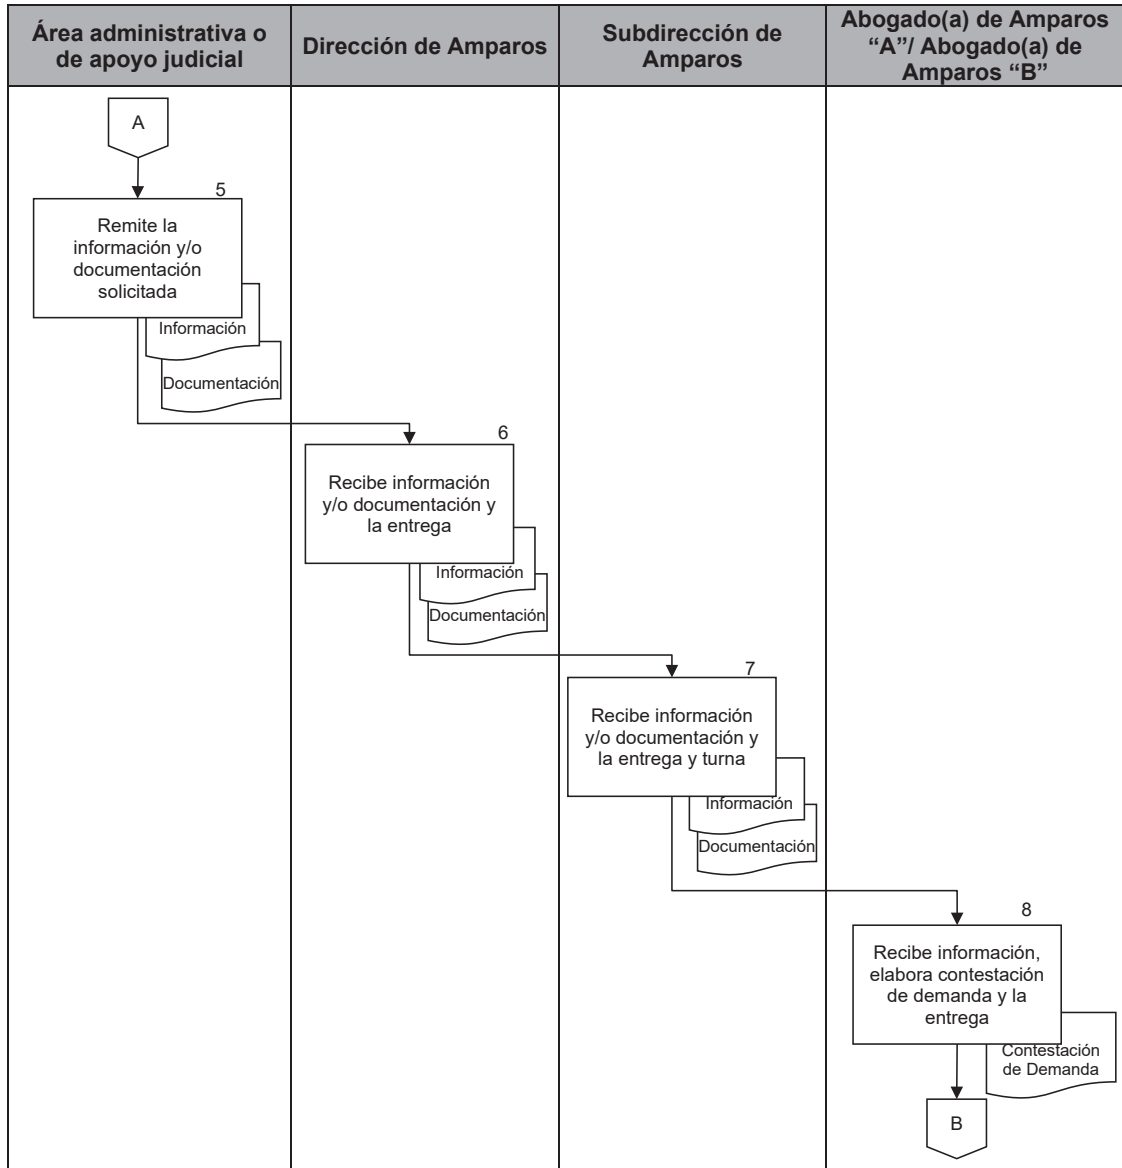 Área administrativa o
de apoyo judicial
Dirección de Amparos
Subdirección de
Amparos
Abogado(a) de Amparos
“A”/ Abogado(a) de
Amparos “B”
A
5
Remite la
información y/o
documentación
solicitada
Información
Documentación
6
Recibe información
y/o documentación y
la entrega
Información
Documentación
7
Recibe información
y/o documentación y
la entrega y turna
Información
Documentación
8
Recibe información,
elabora contestación
de demanda y la
entrega
Contestación
de Demanda
B